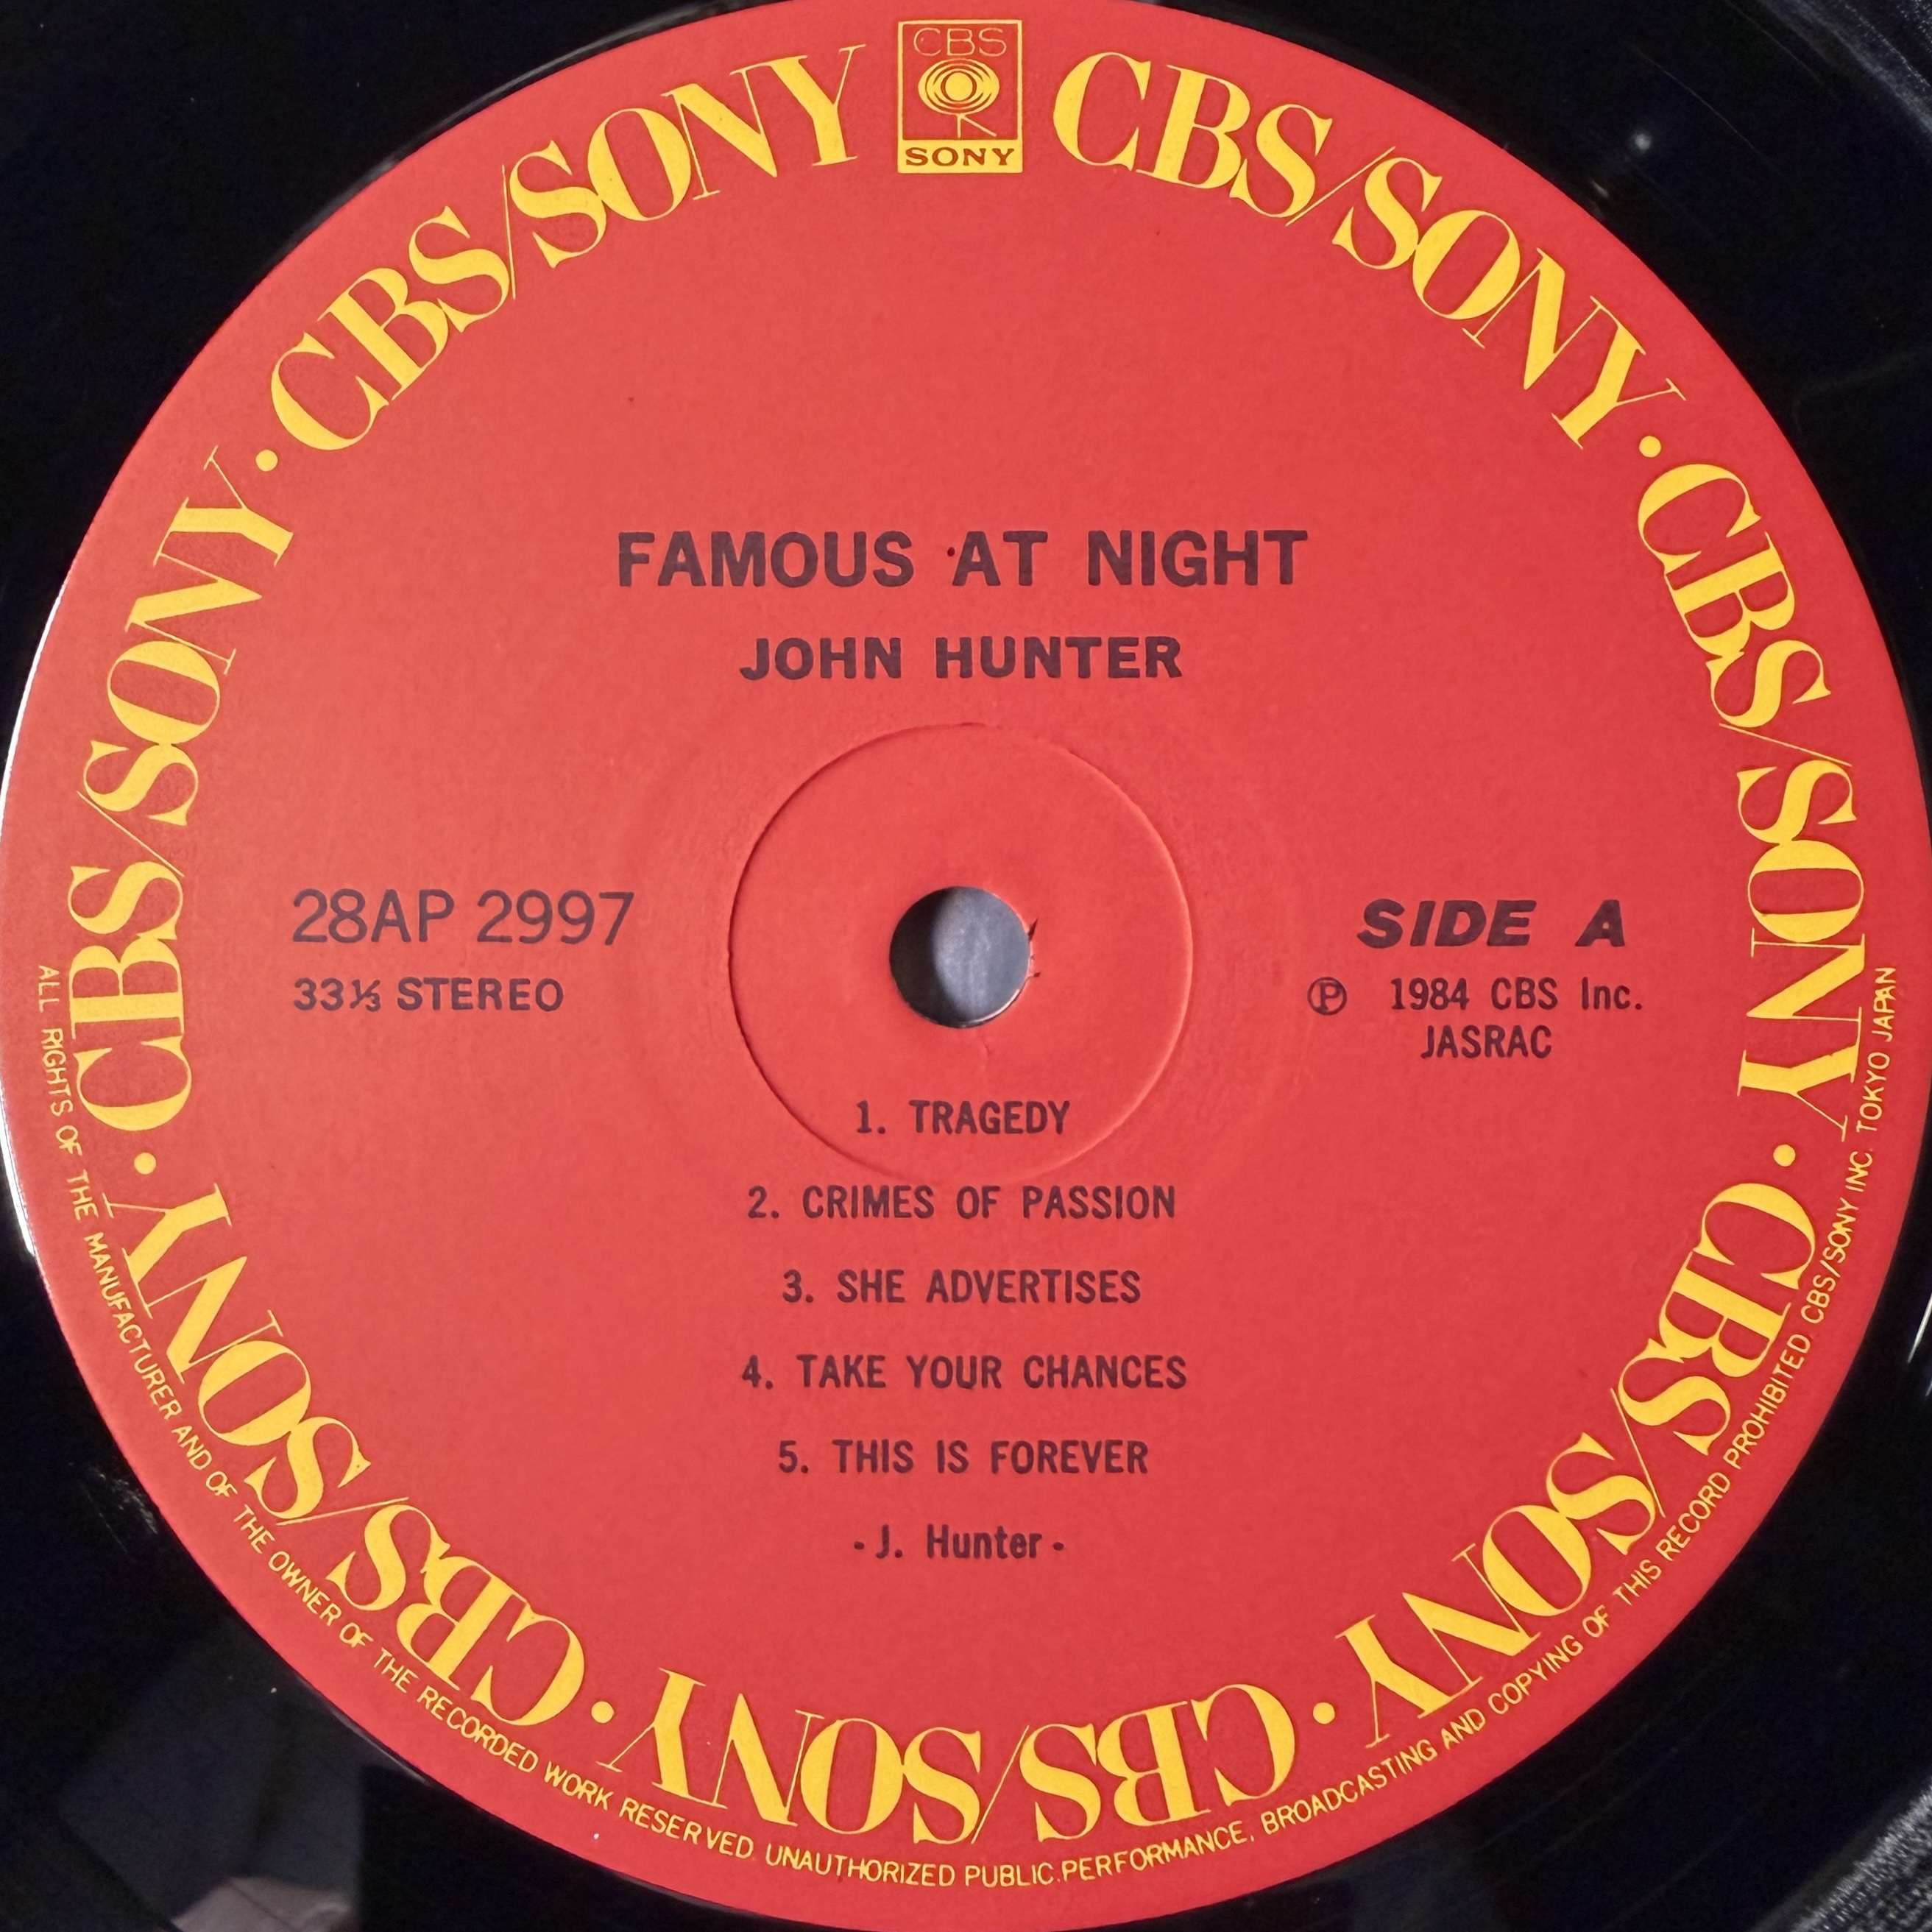 CBS
SONY
CBS/SONY · CBS/SONY · CBS/SONY · CBS/SONY · CBS/SONY · CBS/SONY · CBS/SONY
FAMOUS AT NIGHT
JOHN HUNTER
28AP 2997
33⅓ STEREO
SIDE A
Ⓟ 1984 CBS Inc.
JASRAC
1. TRAGEDY
2. CRIMES OF PASSION
3. SHE ADVERTISES
4. TAKE YOUR CHANCES
5. THIS IS FOREVER
- J. Hunter -
ALL RIGHTS OF THE MANUFACTURER AND OF THE OWNER OF THE RECORDED WORK RESERVED. UNAUTHORIZED PUBLIC PERFORMANCE, BROADCASTING AND COPYING OF THIS RECORD PROHIBITED. CBS/SONY INC. TOKYO JAPAN